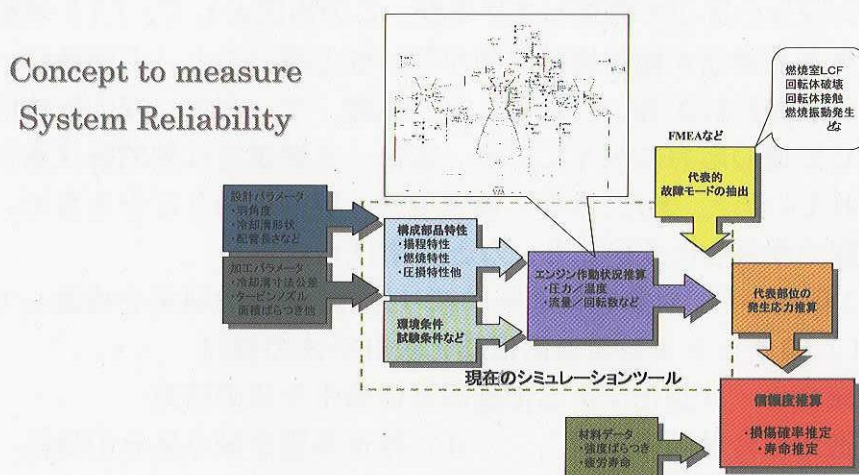 Concept to measure
System Reliability
燃焼室LCF
回転体破壊
回転体接触
燃焼振動発生
など
FMEAなど
代表的
故障モードの抽出
設計パラメータ
・羽角度
・冷却溝形状
・配管長さなど
加工パラメータ
・冷却溝寸法公差
・タービンノズル
面積ばらつき他
構成部品特性
・揚程特性
・燃焼特性
・圧損特性他
環境条件
試験条件など
エンジン作動状況推算
・圧力／温度
・流量／回転数など
代表部位の
発生応力推算
現在のシミュレーションツール
材料データ
・強度ばらつき
・疲労寿命
信頼度推算
・損傷確率推定
・寿命推定